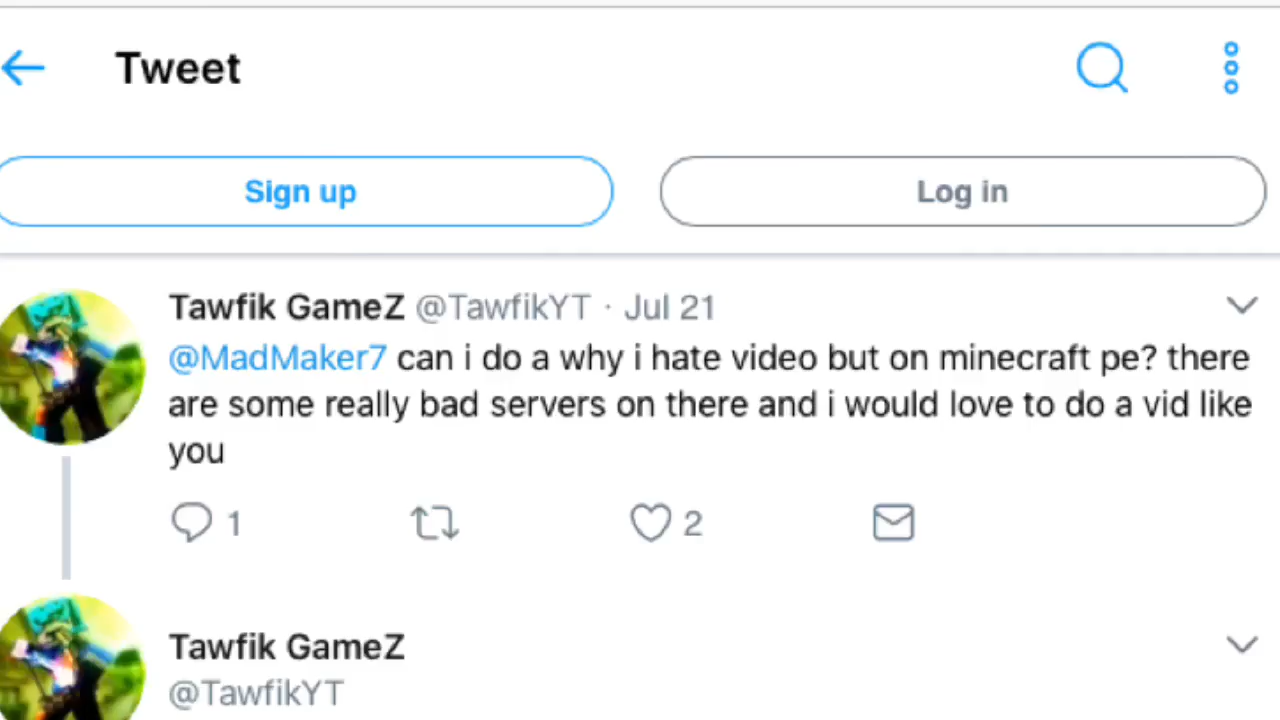 Tweet
Sign up
Log in
Tawfik GameZ @TawfikYT · Jul 21
@MadMaker7 can i do a why i hate video but on minecraft pe? there
are some really bad servers on there and i would love to do a vid like
you
1
2
Tawfik GameZ
@TawfikYT